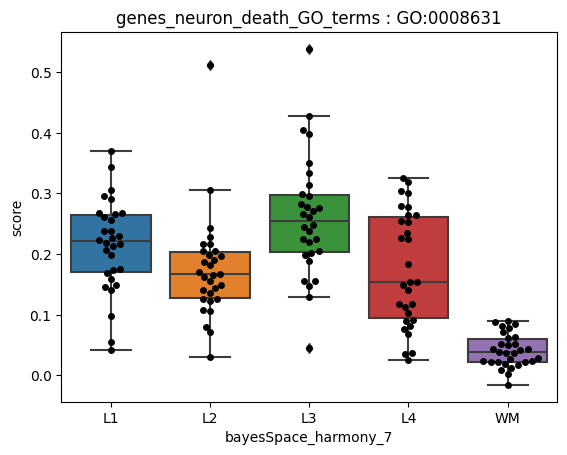 genes_neuron_death_GO_terms : GO:0008631
score
0.5
0.4
0.3
0.2
0.1
0.0
L1 L2 L3 L4 WM
bayesSpace_harmony_7